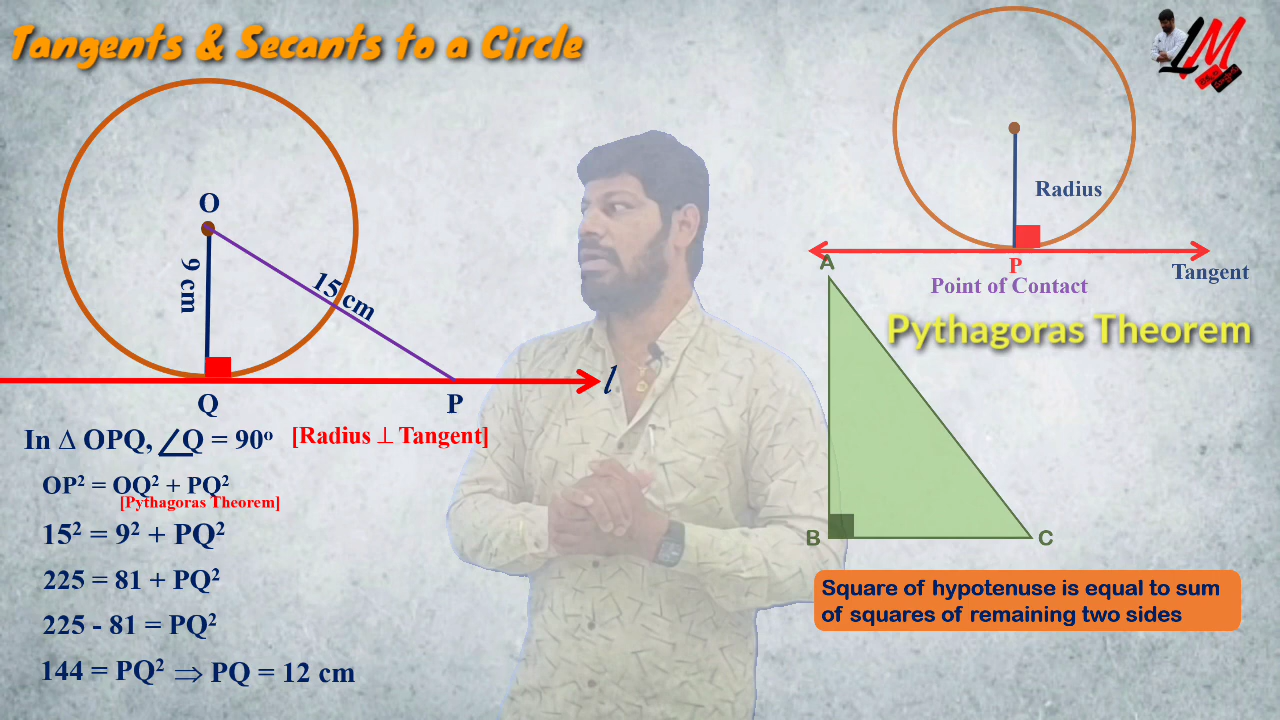 Tangents & Secants to a Circle
LM
O
9 cm
15 cm
Q
P
l
In ∆ OPQ, ∠Q = 90º [Radius ⊥ Tangent]
OP² = OQ² + PQ²
[Pythagoras Theorem]
15² = 9² + PQ²
225 = 81 + PQ²
225 - 81 = PQ²
144 = PQ² ⇒ PQ = 12 cm
Radius
P
Tangent
Point of Contact
Pythagoras Theorem
A
B
C
Square of hypotenuse is equal to sum
of squares of remaining two sides